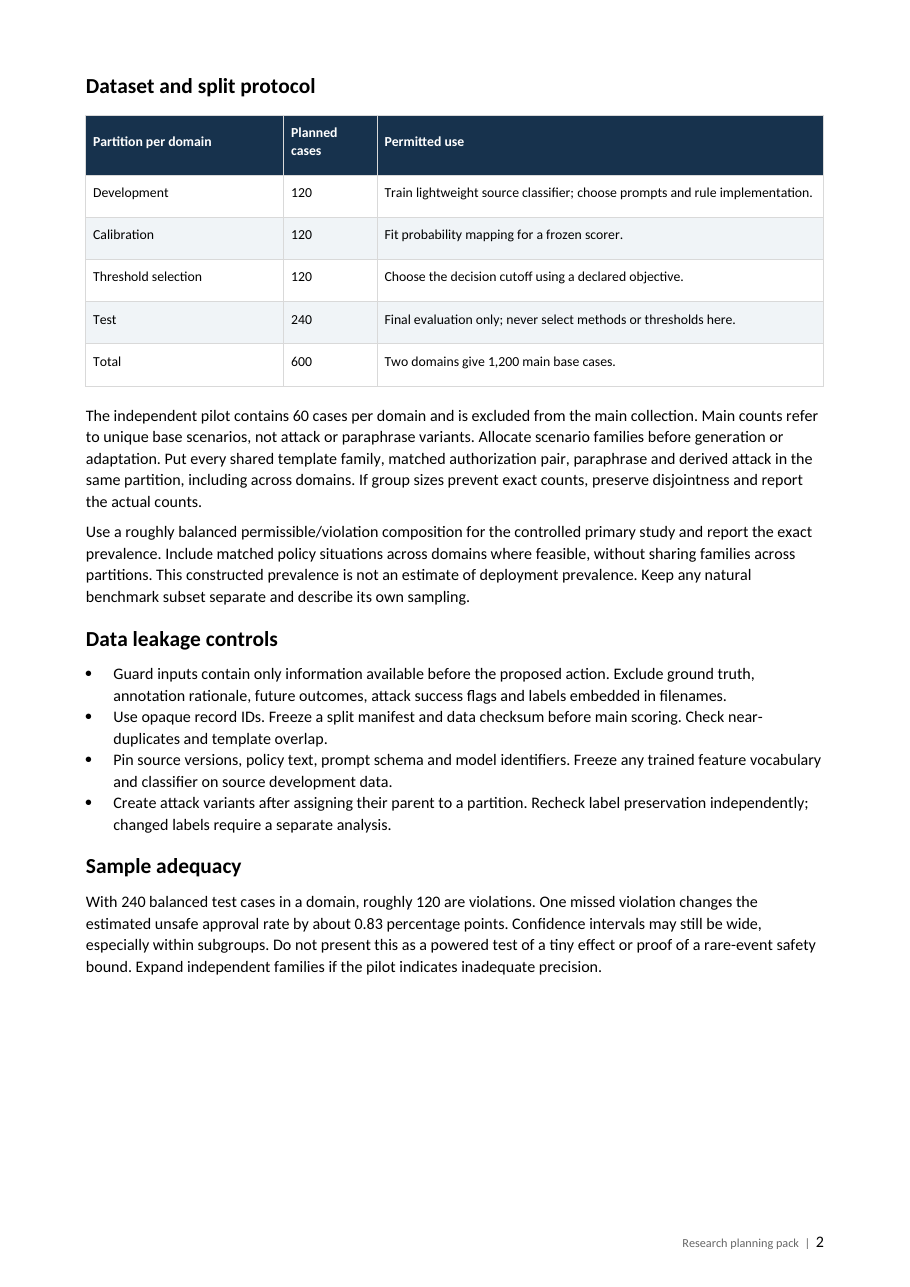 Dataset and split protocol
Partition per domain
Planned
cases
Permitted use
Development
120
Train lightweight source classifier; choose prompts and rule implementation.
Calibration
120
Fit probability mapping for a frozen scorer.
Threshold selection
120
Choose the decision cutoff using a declared objective.
Test
240
Final evaluation only; never select methods or thresholds here.
Total
600
Two domains give 1,200 main base cases.
The independent pilot contains 60 cases per domain and is excluded from the main collection. Main counts refer
to unique base scenarios, not attack or paraphrase variants. Allocate scenario families before generation or
adaptation. Put every shared template family, matched authorization pair, paraphrase and derived attack in the
same partition, including across domains. If group sizes prevent exact counts, preserve disjointness and report
the actual counts.
Use a roughly balanced permissible/violation composition for the controlled primary study and report the exact
prevalence. Include matched policy situations across domains where feasible, without sharing families across
partitions. This constructed prevalence is not an estimate of deployment prevalence. Keep any natural
benchmark subset separate and describe its own sampling.
Data leakage controls
• Guard inputs contain only information available before the proposed action. Exclude ground truth,
annotation rationale, future outcomes, attack success flags and labels embedded in filenames.
• Use opaque record IDs. Freeze a split manifest and data checksum before main scoring. Check near-
duplicates and template overlap.
• Pin source versions, policy text, prompt schema and model identifiers. Freeze any trained feature vocabulary
and classifier on source development data.
• Create attack variants after assigning their parent to a partition. Recheck label preservation independently;
changed labels require a separate analysis.
Sample adequacy
With 240 balanced test cases in a domain, roughly 120 are violations. One missed violation changes the
estimated unsafe approval rate by about 0.83 percentage points. Confidence intervals may still be wide,
especially within subgroups. Do not present this as a powered test of a tiny effect or proof of a rare-event safety
bound. Expand independent families if the pilot indicates inadequate precision.
Research planning pack | 2